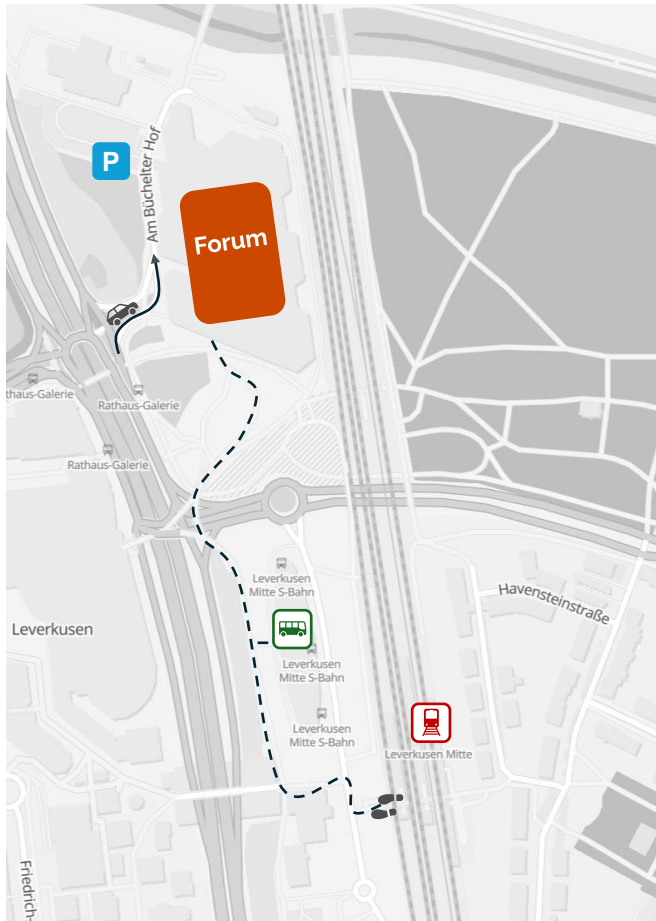 P
Am Büchelter Hof
Forum
thaus-Galerie
Rathaus-Galerie
Rathaus-Galerie
Leverkusen
Mitte S-Bahn
Havensteinstraße
Leverkusen
Leverkusen
Mitte S-Bahn
Leverkusen
Mitte S-Bahn
Leverkusen Mitte
Friedrich-